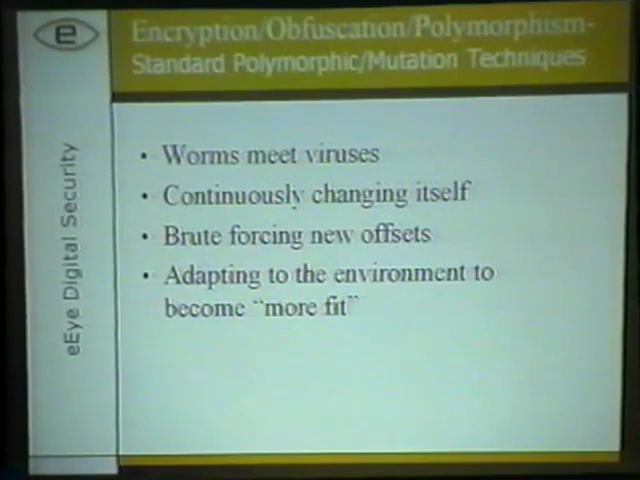 e
Encryption/Obfuscation/Polymorphism-
Standard Polymorphic/Mutation Techniques
eEye Digital Security
• Worms meet viruses
• Continuously changing itself
• Brute forcing new offsets
• Adapting to the environment to
become “more fit”